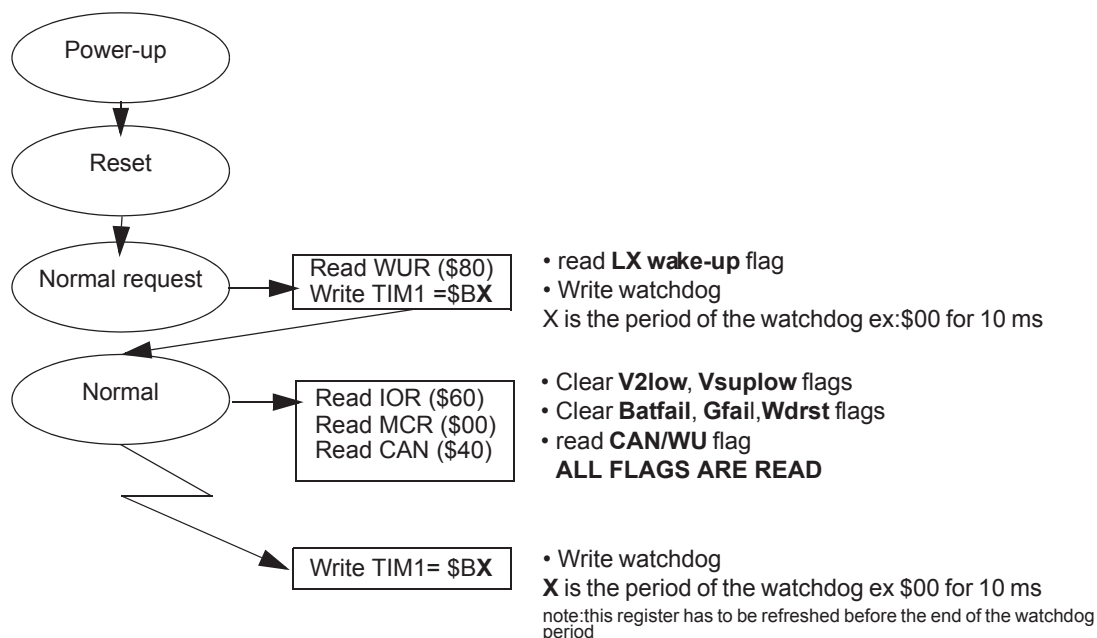 Power-up
Reset
Normal request
Read WUR ($80)
Write TIM1 =$BX
• read LX wake-up flag
• Write watchdog
X is the period of the watchdog ex:$00 for 10 ms
Normal
Read IOR ($60)
Read MCR ($00)
Read CAN ($40)
• Clear V2low, Vsuplow flags
• Clear Batfail, Gfail,Wdrst flags
• read CAN/WU flag
ALL FLAGS ARE READ
Write TIM1= $BX
• Write watchdog
X is the period of the watchdog ex $00 for 10 ms
note:this register has to be refreshed before the end of the watchdog
period